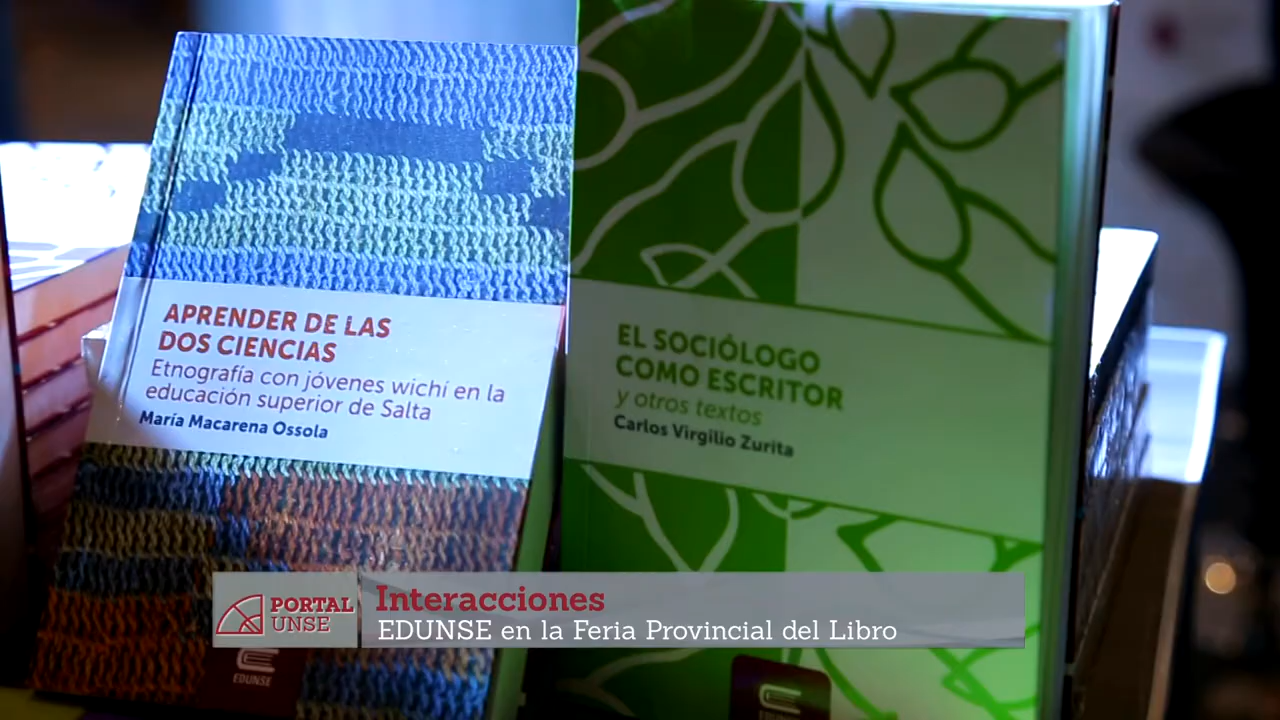 APRENDER DE LAS
DOS CIENCIAS
Etnografía con jóvenes wichí en la
educación superior de Salta
María Macarena Ossola
EDUNSE
EL SOCIÓLOGO
COMO ESCRITOR
y otros textos
Carlos Virgilio Zurita
EDUNSE
PORTAL
UNSE
Interacciones
EDUNSE en la Feria Provincial del Libro